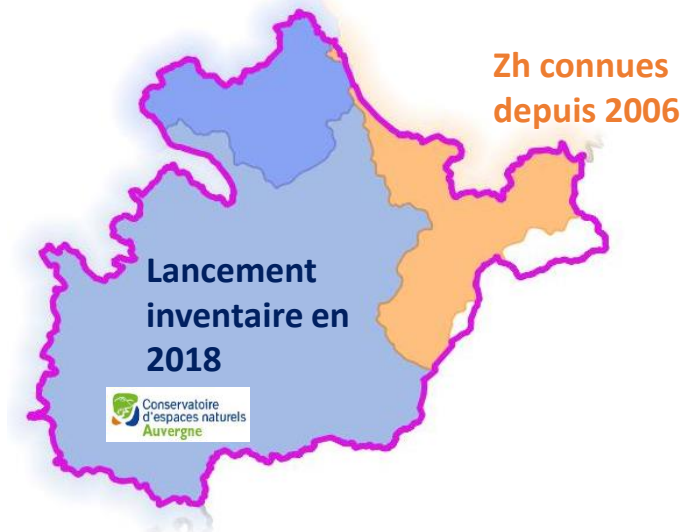 Zh connues
depuis 2006
Lancement
inventaire en
2018
Conservatoire
d'espaces naturels
Auvergne